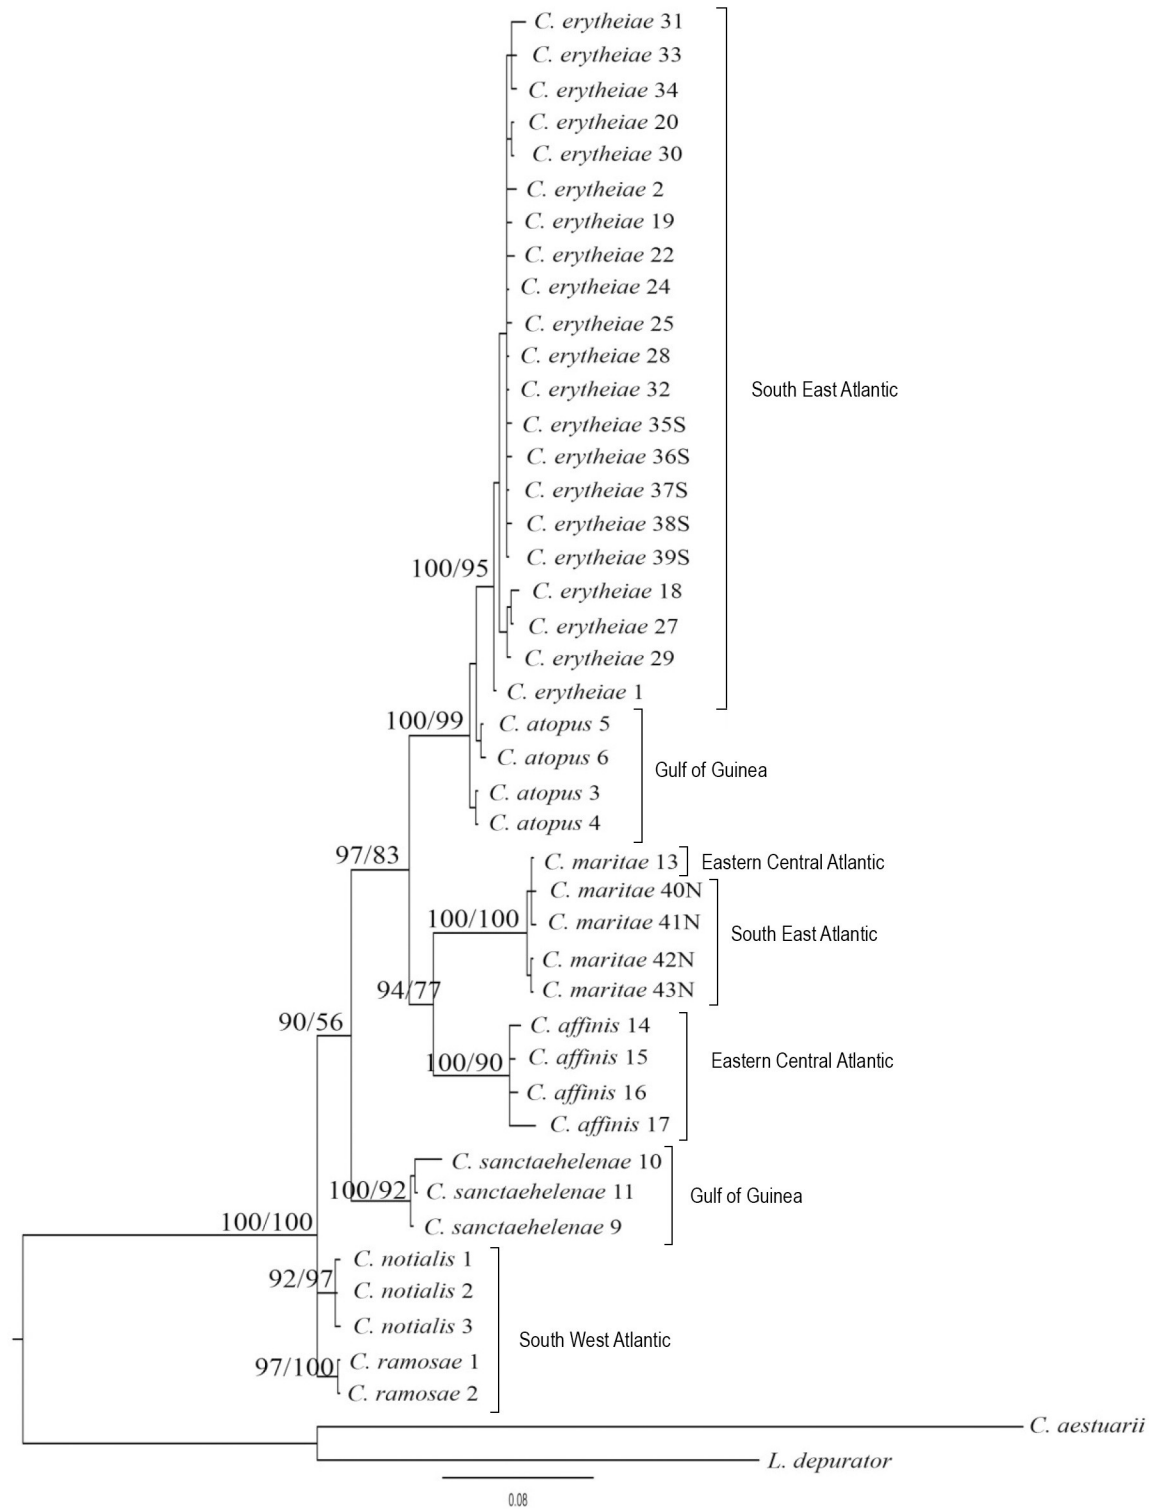 C. erytheiae 31
C. erytheiae 33
C. erytheiae 34
C. erytheiae 20
C. erytheiae 30
C. erytheiae 2
C. erytheiae 19
C. erytheiae 22
C. erytheiae 24
C. erytheiae 25
C. erytheiae 28
C. erytheiae 32
South East Atlantic
C. erytheiae 35S
C. erytheiae 36S
C. erytheiae 37S
C. erytheiae 38S
C. erytheiae 39S
100/95
C. erytheiae 18
C. erytheiae 27
C. erytheiae 29
C. erytheiae 1
100/99
C. atopus 5
C. atopus 6
Gulf of Guinea
C. atopus 3
C. atopus 4
97/83
C. maritae 13
Eastern Central Atlantic
C. maritae 40N
100/100
C. maritae 41N
South East Atlantic
C. maritae 42N
94/77
C. maritae 43N
90/56
C. affinis 14
100/90
C. affinis 15
Eastern Central Atlantic
C. affinis 16
C. affinis 17
C. sanctaehelenae 10
100/92
C. sanctaehelenae 11
Gulf of Guinea
C. sanctaehelenae 9
100/100
C. notialis 1
92/97
C. notialis 2
C. notialis 3
South West Atlantic
97/100
C. ramosae 1
C. ramosae 2
C. aestuarii
L. depurator
0.08